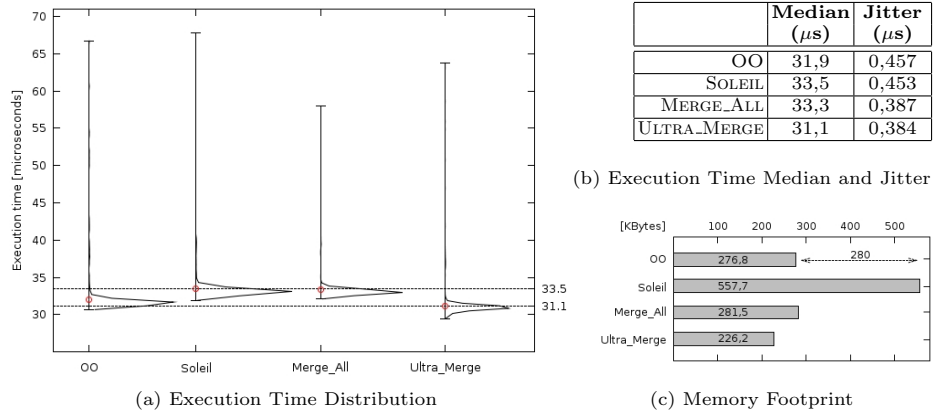 70
65
60
55
50
45
40
35
30
Execution time [microseconds]
33.5
31.1
OO Soleil Merge_All Ultra_Merge
(a) Execution Time Distribution
Median Jitter
(μs) (μs)
OO 31,9 0,457
SOLEIL 33,5 0,453
MERGE_ALL 33,3 0,387
ULTRA_MERGE 31,1 0,384
(b) Execution Time Median and Jitter
[KBytes] 100 200 300 400 500
OO 276,8 280
Soleil 557,7
Merge_All 281,5
Ultra_Merge 226,2
(c) Memory Footprint